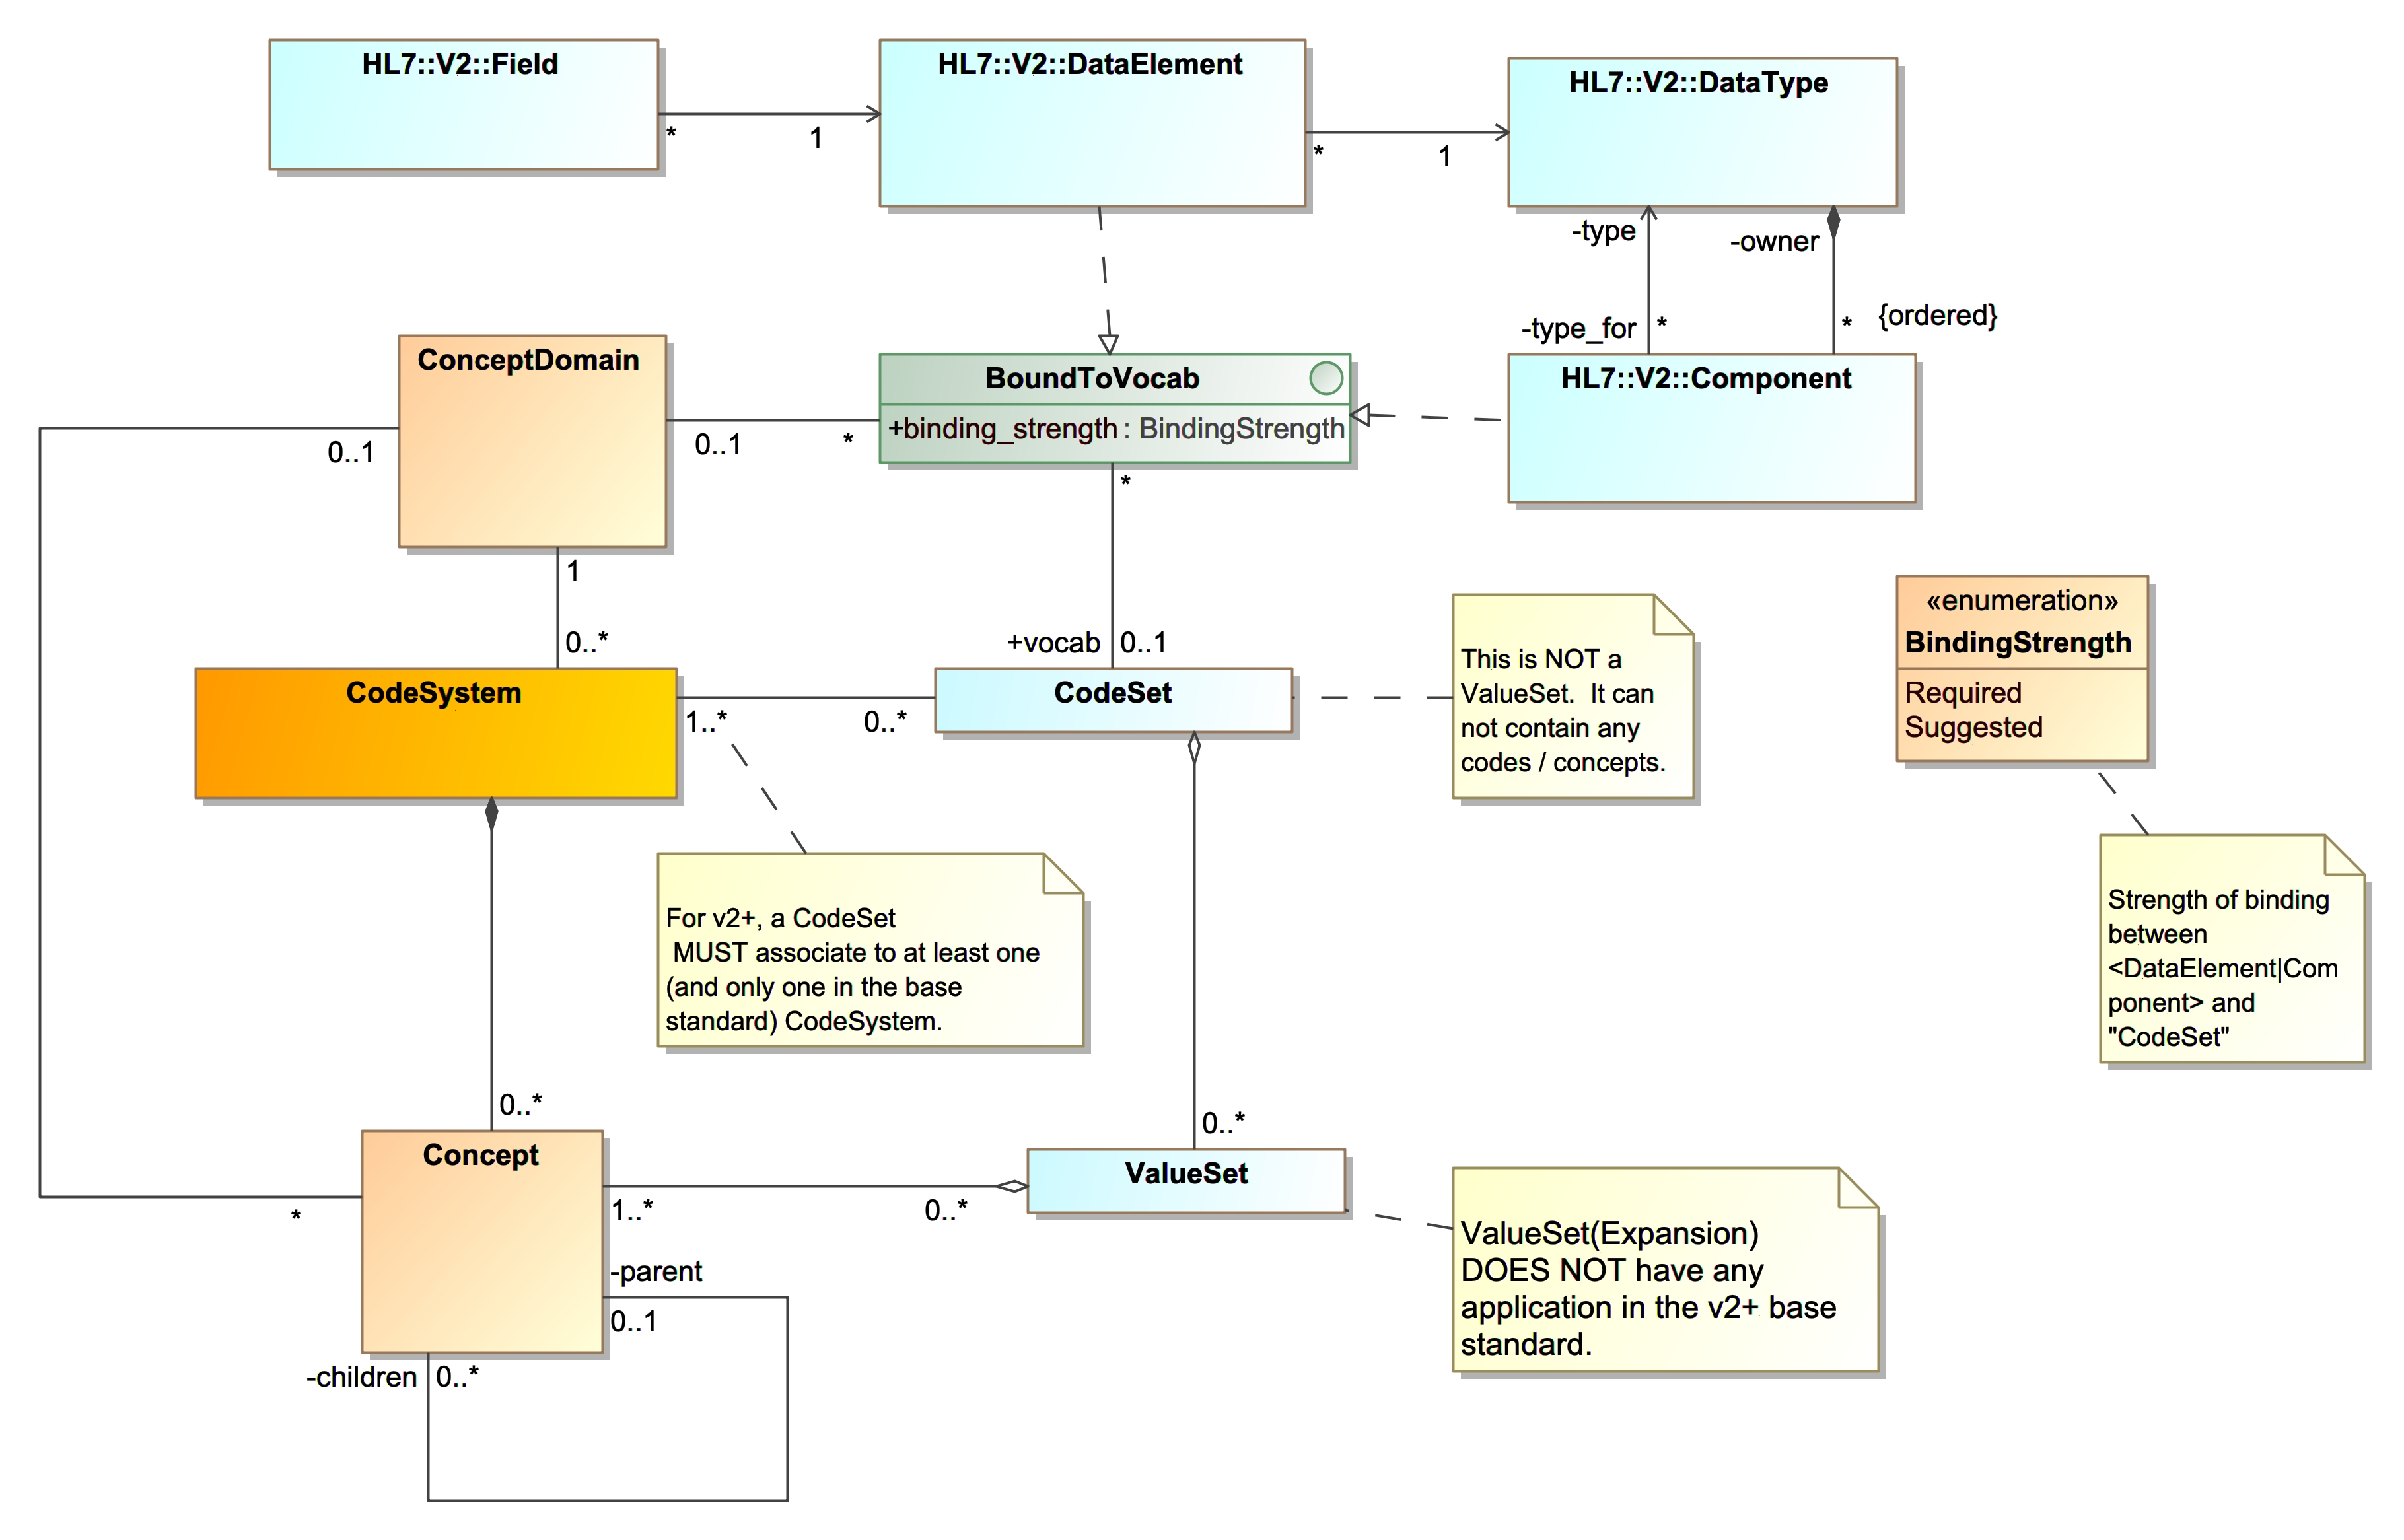 HL7::V2::Field
HL7::V2::DataElement
HL7::V2::DataType
*
1
*
1
-type
-owner
-type_for
*
*
{ordered}
ConceptDomain
BoundToVocab
+binding_strength : BindingStrength
HL7::V2::Component
0..1
0..1
*
*
1
0..*
+vocab
0..1
CodeSystem
CodeSet
1..*
0..*
This is NOT a
ValueSet.  It can
not contain any
codes / concepts.
«enumeration»
BindingStrength
Required
Suggested
For v2+, a CodeSet
MUST associate to at least one
(and only one in the base
standard) CodeSystem.
Strength of binding
between
<DataElement|Com
ponent> and
"CodeSet"
0..*
0..*
Concept
ValueSet
*
1..*
0..*
-parent
0..1
-children
0..*
ValueSet(Expansion)
DOES NOT have any
application in the v2+ base
standard.